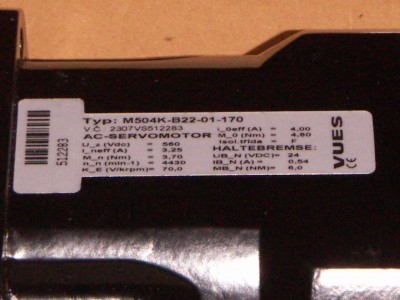 Typ: M504K-B22-01-170
V.C. 2307VS512283
AC-SERVOMOTOR
U_z (Vdc) = 560
I_neff (A) = 3,25
M_n (Nm) = 3,70
n_n (min-1) = 4430
K_E (V/krpm) = 70,0
I_0eff (A) = 4,00
M_0 (Nm) = 4,80
Isol.trida = F
HALTEBREMSE:
UB_N (VDC) = 24
IB_N (A) = 0,54
MB_N (NM) = 6,0
VUES
CE
512283